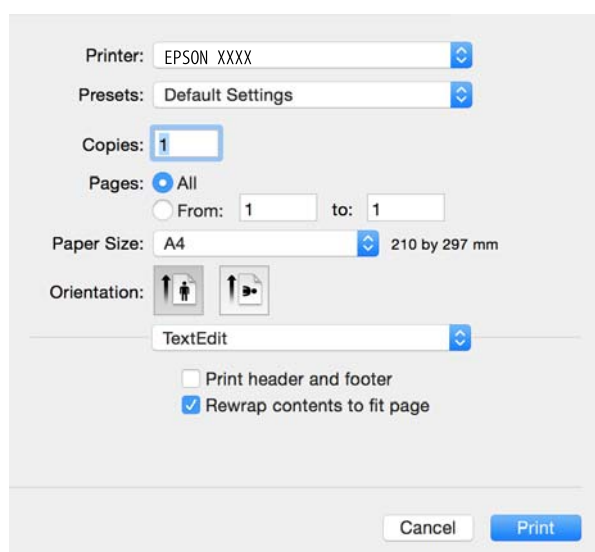 Printer: EPSON XXXX
Presets: Default Settings
Copies: 1
Pages: All
From: 1 to: 1
Paper Size: A4 210 by 297 mm
Orientation:
TextEdit
Print header and footer
Rewrap contents to fit page
Cancel Print